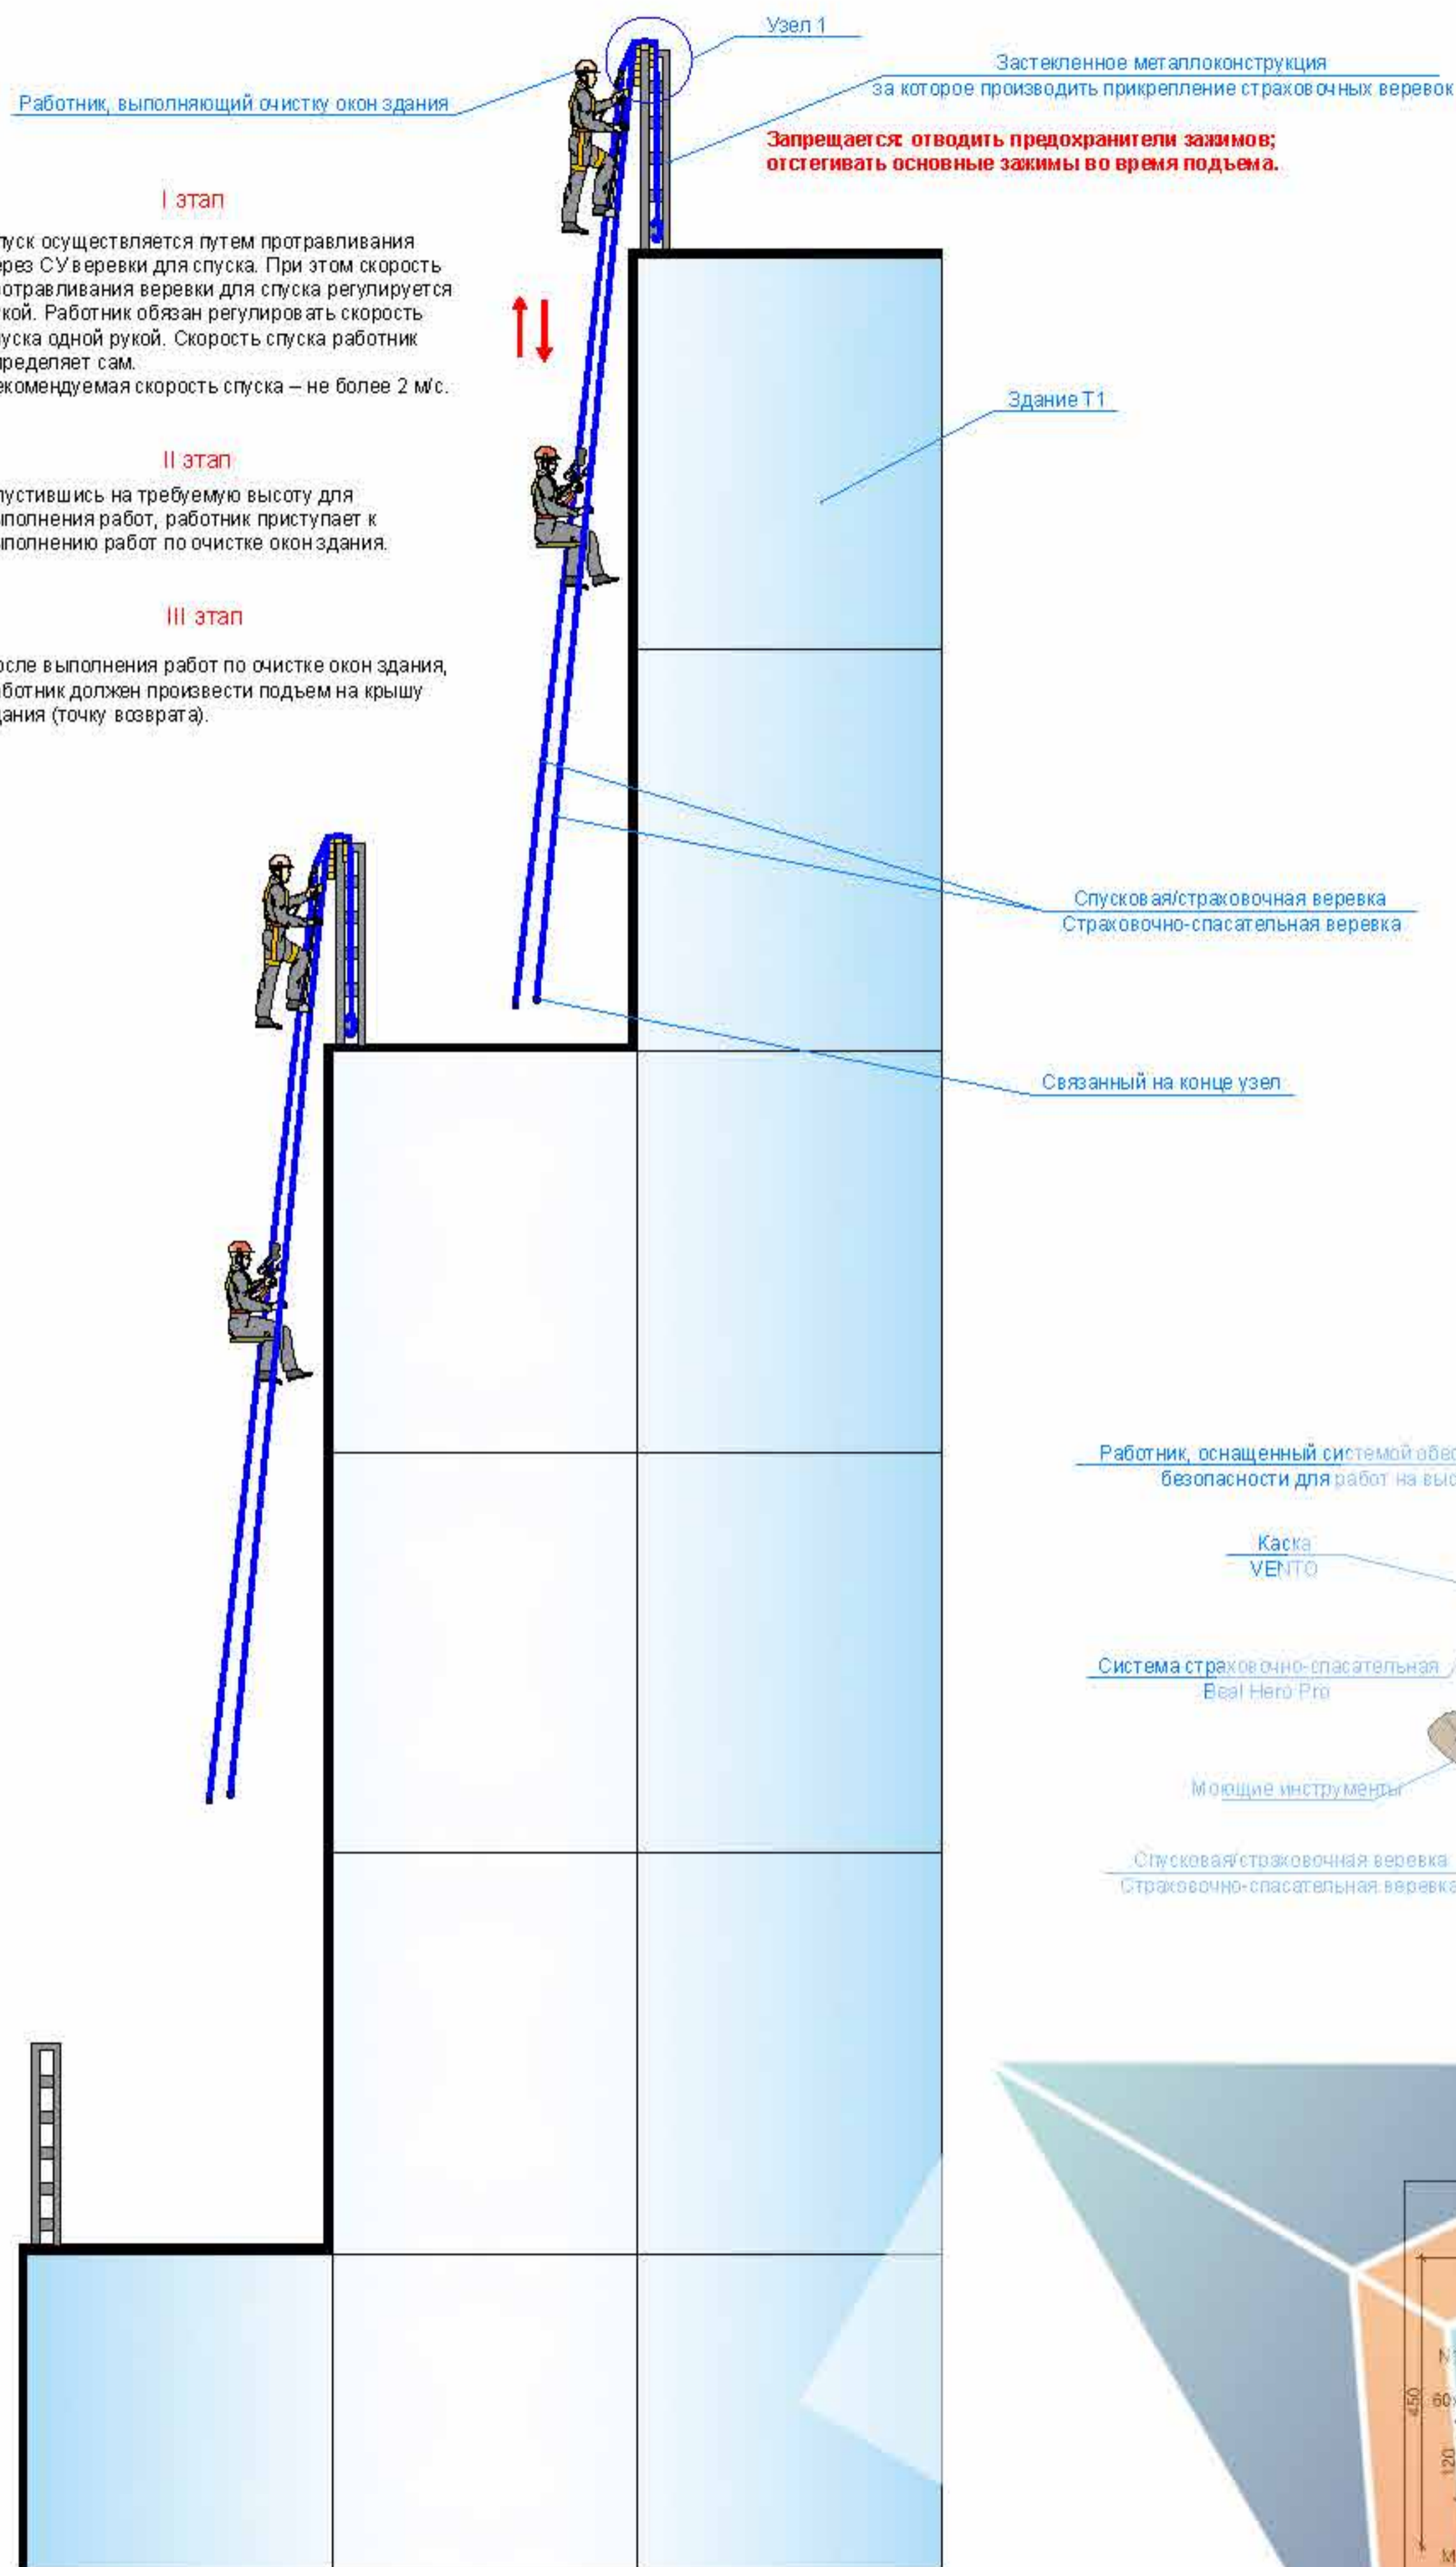 Узел 1
Застекленное металлоконструкция
за которое производить прикрепление страховочных веревок
Работник, выполняющий очистку окон здания
Запрещается: отводить предохранители зажимов;
отстегивать основные зажимы во время подъема.
I этап
пуск осуществляется путем протравливания
ерез СУ веревки для спуска. При этом скорость
отравливания веревки для спуска регулируется
кой. Работник обязан регулировать скорость
уска одной рукой. Скорость спуска работник
ределяет сам.
екомендуемая скорость спуска – не более 2 м/с.
Здание Т1
II этап
пустившись на требуемую высоту для
полнения работ, работник приступает к
полнению работ по очистке окон здания.
III этап
осле выполнения работ по очистке окон здания,
ботник должен произвести подъем на крышу
дания (точку возврата).
Спусковая/страховочная веревка
Страховочно-спасательная веревка
Связанный на конце узел
Работник, оснащенный системой обес
безопасности для работ на выс
Каска
VENTO
Система страховочно-спасательная
Beal Hero Pro
Моющие инструменты
Спусковая/страховочная веревка
Страховочно-спасательная веревка
450
60
120